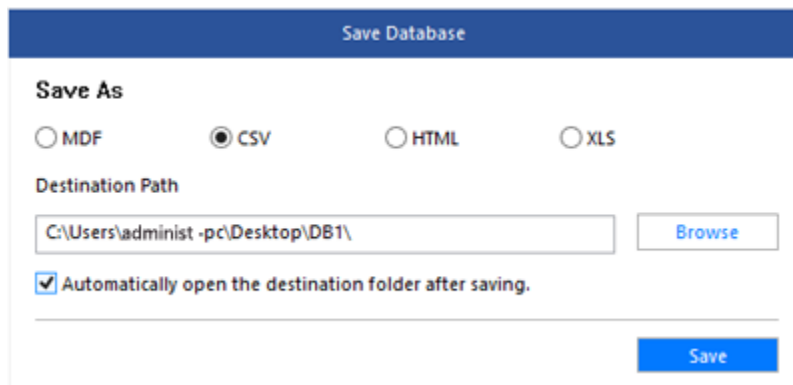 Save Database
Save As
MDF CSV HTML XLS
Destination Path
C:\Users\administ -pc\Desktop\DB1\ Browse
Automatically open the destination folder after saving.
Save